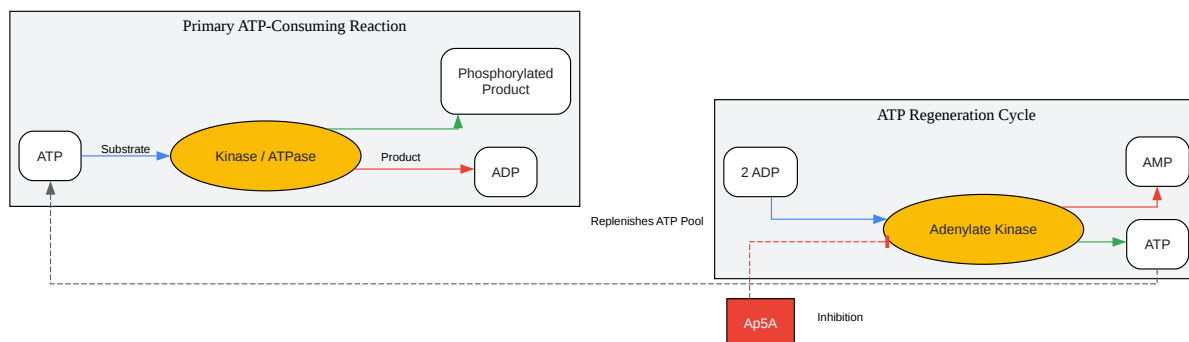 Primary ATP-Consuming Reaction
Phosphorylated
Product
ATP
Substrate
Kinase / ATPase
Product
ADP
ATP Regeneration Cycle
2 ADP
AMP
Replenishes ATP Pool
Adenylate Kinase
ATP
Ap5A
Inhibition